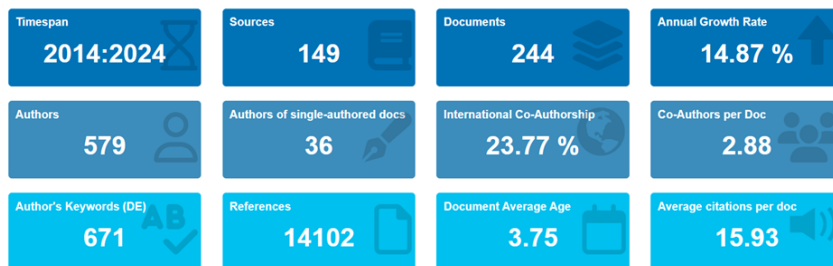 Timespan
2014:2024
Sources
149
Documents
244
Annual Growth Rate
14.87 %
Authors
579
Authors of single-authored docs
36
International Co-Authorship
23.77 %
Co-Authors per Doc
2.88
Author's Keywords (DE)
671
AB
References
14102
Document Average Age
3.75
Average citations per doc
15.93